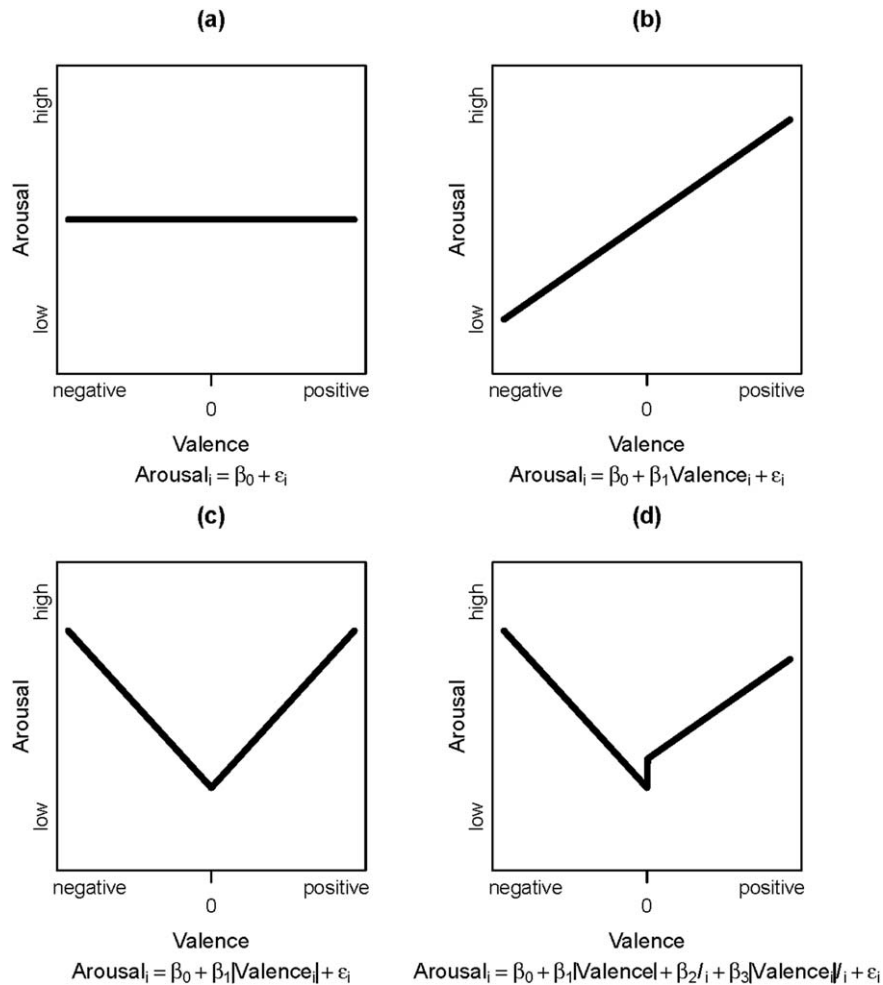 (a)
high
Arousal
low
negative
0
positive
Valence
Arousalᵢ = β₀ + εᵢ
(b)
high
Arousal
low
negative
0
positive
Valence
Arousalᵢ = β₀ + β₁Valenceᵢ + εᵢ
(c)
high
Arousal
low
negative
0
positive
Valence
Arousalᵢ = β₀ + β₁|Valenceᵢ| + εᵢ
(d)
high
Arousal
low
negative
0
positive
Valence
Arousalᵢ = β₀ + β₁|Valence| + β₂Iᵢ + β₃|Valenceᵢ|Iᵢ + εᵢ